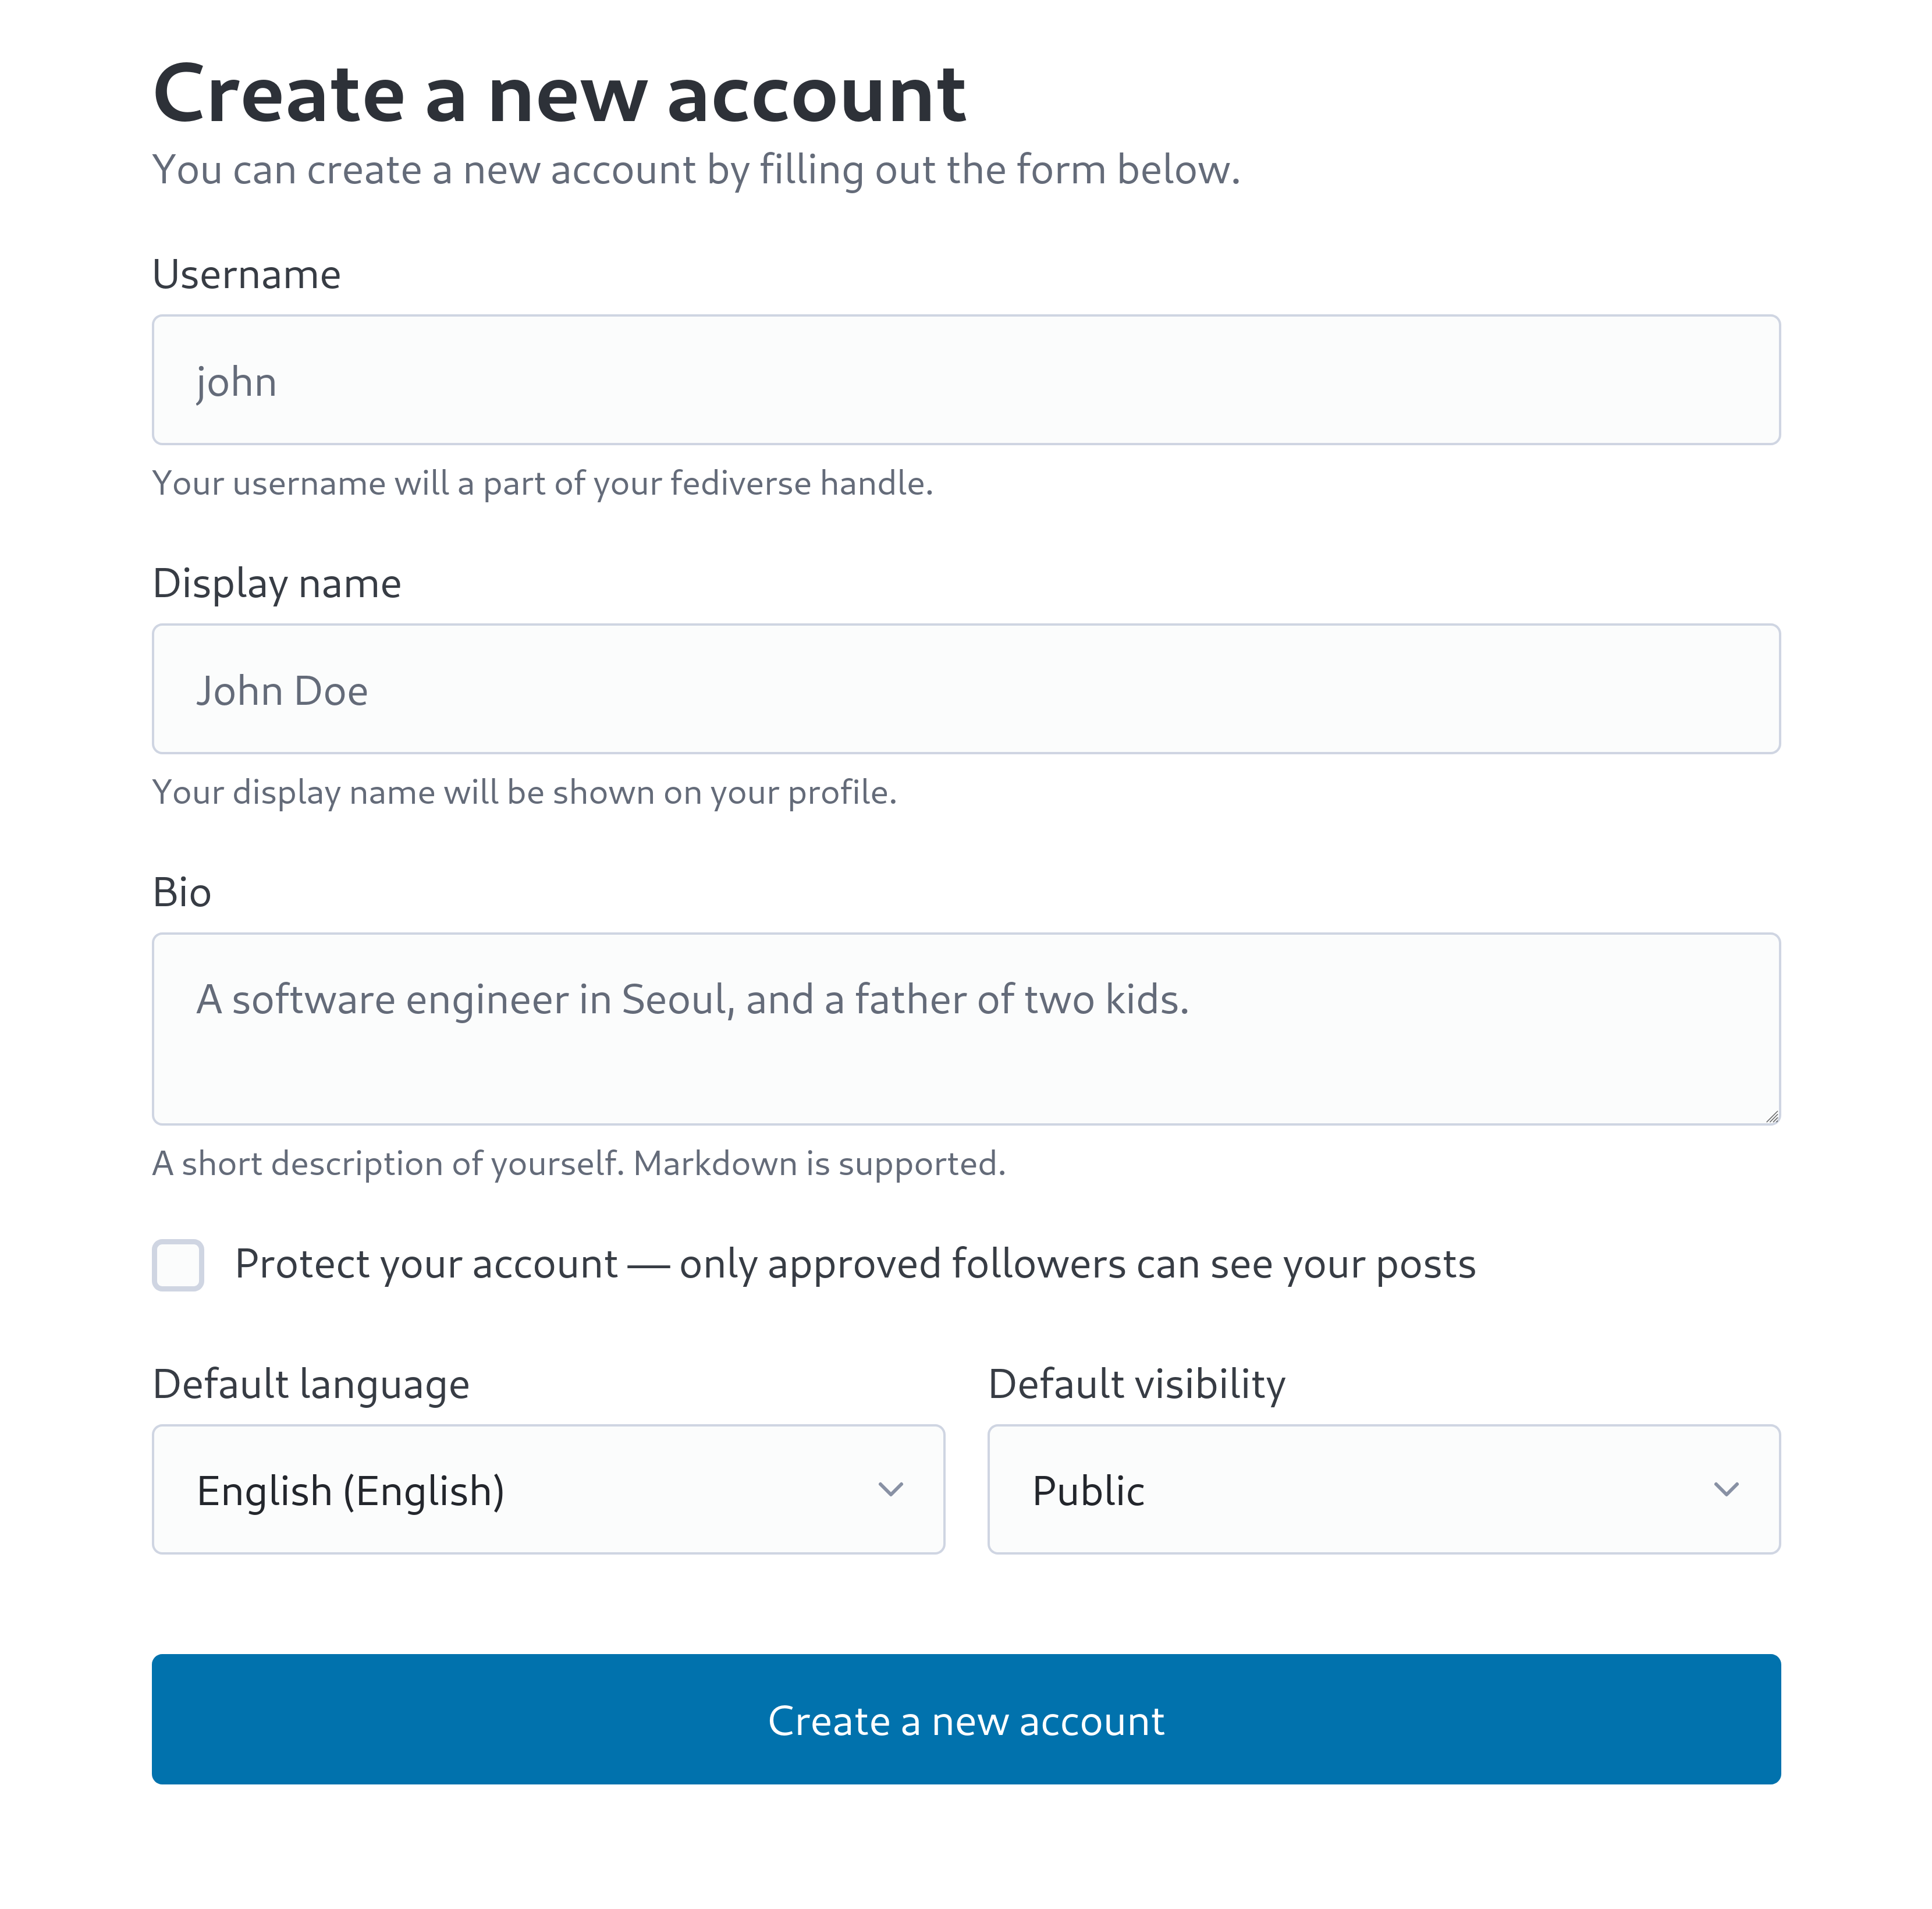 Create a new account
You can create a new account by filling out the form below.
Username
john
Your username will a part of your fediverse handle.
Display name
John Doe
Your display name will be shown on your profile.
Bio
A software engineer in Seoul, and a father of two kids.
A short description of yourself. Markdown is supported.
Protect your account — only approved followers can see your posts
Default language
Default visibility
English (English)
Public
Create a new account